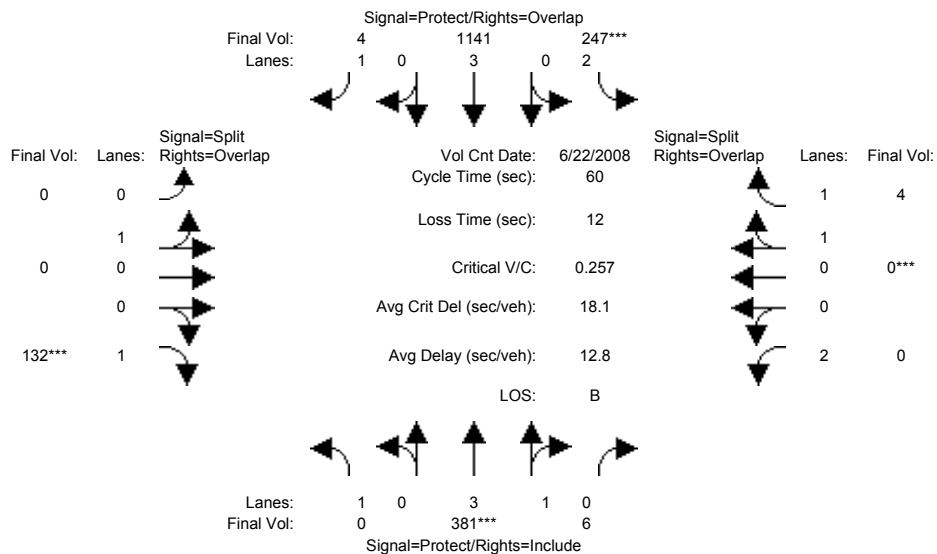 Signal=Protect/Rights=Overlap
Final Vol: 4 1141 247***
Lanes: 1 0 3 0 2
Signal=Split
Final Vol: Lanes: Rights=Overlap
Vol Cnt Date: 6/22/2008
Signal=Split
Rights=Overlap Lanes: Final Vol:
Cycle Time (sec): 60
0 0
1 4
Loss Time (sec): 12
1
1
0 0
Critical V/C: 0.257
0 0***
0
Avg Crit Del (sec/veh): 18.1
0
132*** 1
Avg Delay (sec/veh): 12.8
2 0
LOS: B
Lanes: 1 0 3 1 0
Final Vol: 0 381*** 6
Signal=Protect/Rights=Include